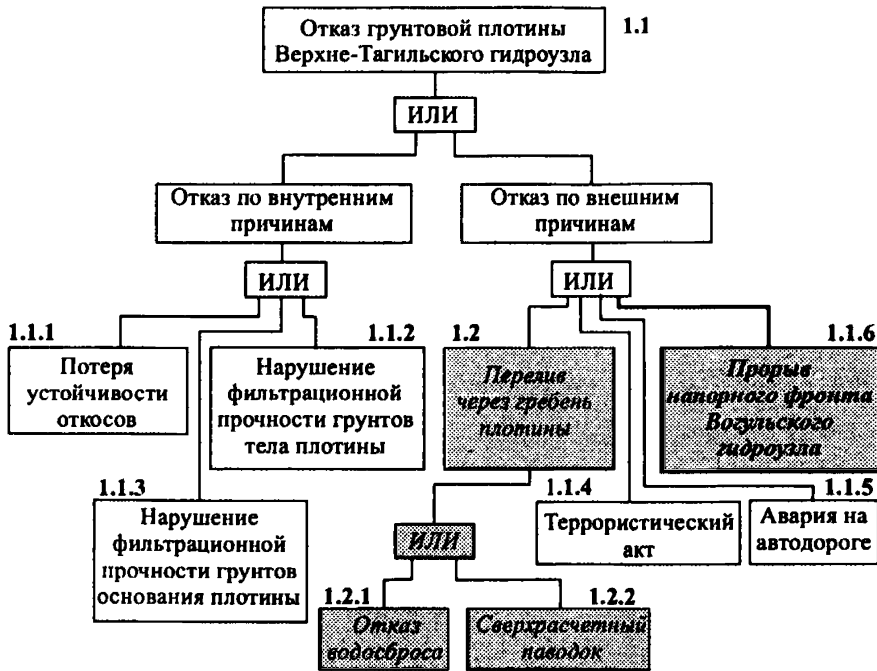 Отказ грунтовой плотины
Верхне-Тагильского гидроузла
1.1
ИЛИ
Отказ по внутренним
причинам
Отказ по внешним
причинам
ИЛИ
ИЛИ
1.1.1
Потеря
устойчивости
откосов
1.1.2
Нарушение
фильтрационной
прочности грунтов
тела плотины
1.2
Перелив
через гребень
плотины
1.1.6
Прорыв
напорного фронта
Вогульского
гидроузла
1.1.3
Нарушение
фильтрационной
прочности грунтов
основания плотины
ИЛИ
1.1.4
Террористический
акт
1.1.5
Авария на
автодороге
1.2.1
Отказ
водосброса
1.2.2
Сверхрасчетный
паводок